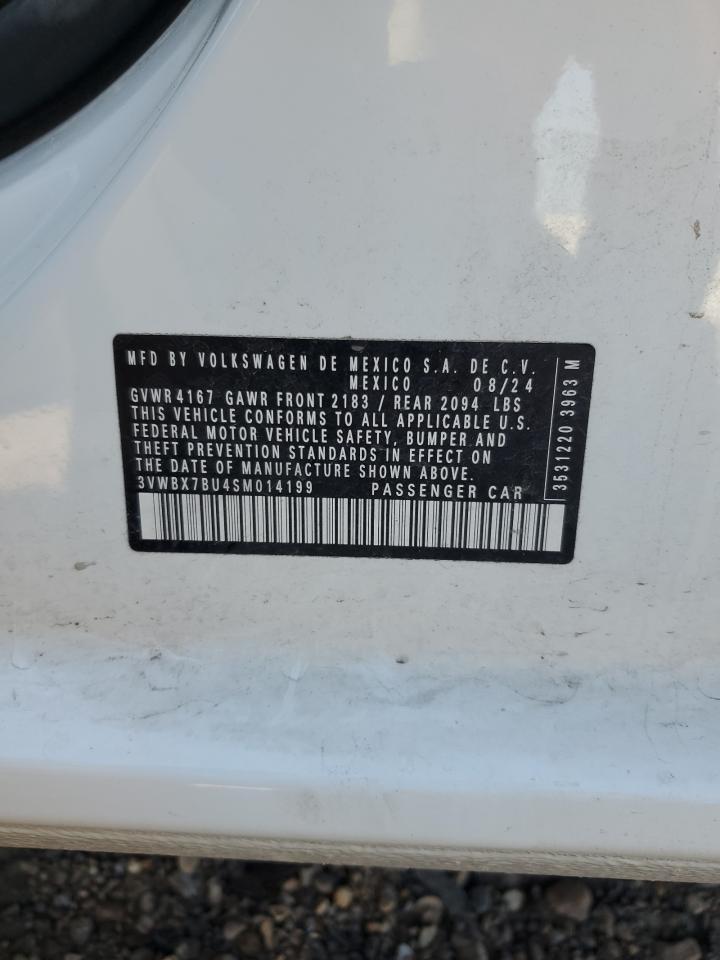 MFD BY VOLKSWAGEN DE MEXICO S.A. DE C.V.
MEXICO 08/24
GVWR 4167 GAWR FRONT 2183 / REAR 2094 LBS
THIS VEHICLE CONFORMS TO ALL APPLICABLE U.S.
FEDERAL MOTOR VEHICLE SAFETY, BUMPER AND
THEFT PREVENTION STANDARDS IN EFFECT ON
THE DATE OF MANUFACTURE SHOWN ABOVE.
3VWBX7BU4SM014199 PASSENGER CAR
3531220 3963 M